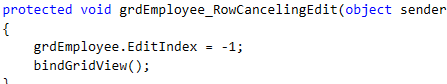 protected void grdEmployee_RowCancelingEdit(object sender
{
grdEmployee.EditIndex = -1;
bindGridView();
}